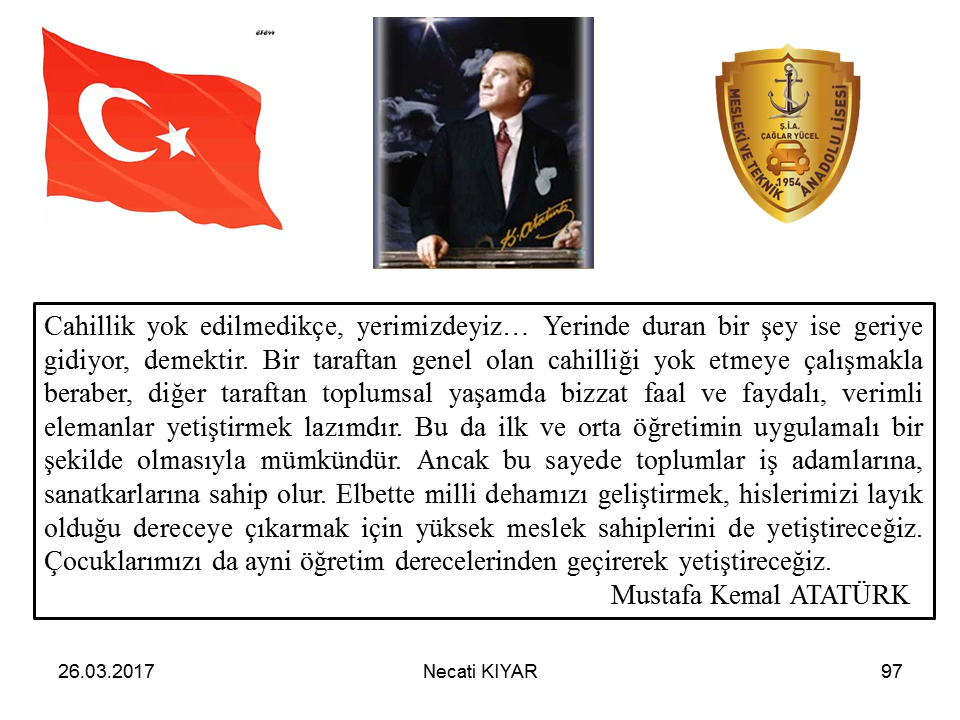 K. Atatürk
MESLEKİ VE TEKNİK
ANADOLU LİSESİ
Ş.İ.A.
ÇAĞLAR YÜCEL
1954
Cahillik yok edilmedikçe, yerimizdeyiz… Yerinde duran bir şey ise geriye
gidiyor, demektir. Bir taraftan genel olan cahilliği yok etmeye çalışmakla
beraber, diğer taraftan toplumsal yaşamda bizzat faal ve faydalı, verimli
elemanlar yetiştirmek lazımdır. Bu da ilk ve orta öğretimin uygulamalı bir
şekilde olmasıyla mümkündür. Ancak bu sayede toplumlar iş adamlarına,
sanatkarlarına sahip olur. Elbette milli dehamızı geliştirmek, hislerimizi layık
olduğu dereceye çıkarmak için yüksek meslek sahiplerini de yetiştireceğiz.
Çocuklarımızı da ayni öğretim derecelerinden geçirerek yetiştireceğiz.
Mustafa Kemal ATATÜRK
26.03.2017
Necati KIYAR
97